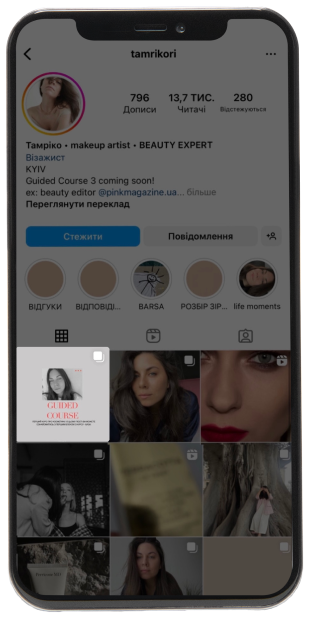 tamrikori
796
13,7 ТИС.
280
Дописи
Читачі
Відстежуються
Тамріко • makeup artist • BEAUTY EXPERT
Візажист
KYIV
Guided Course 3 coming soon!
ex: beauty editor @pinkmagazine.ua... більше
Переглянути переклад
Стежити
Повідомлення
ВІДГУКИ
ВІДПОВІДІ...
BARSA
РОЗБІР ЗІР...
life moments
GUIDED
COURSE